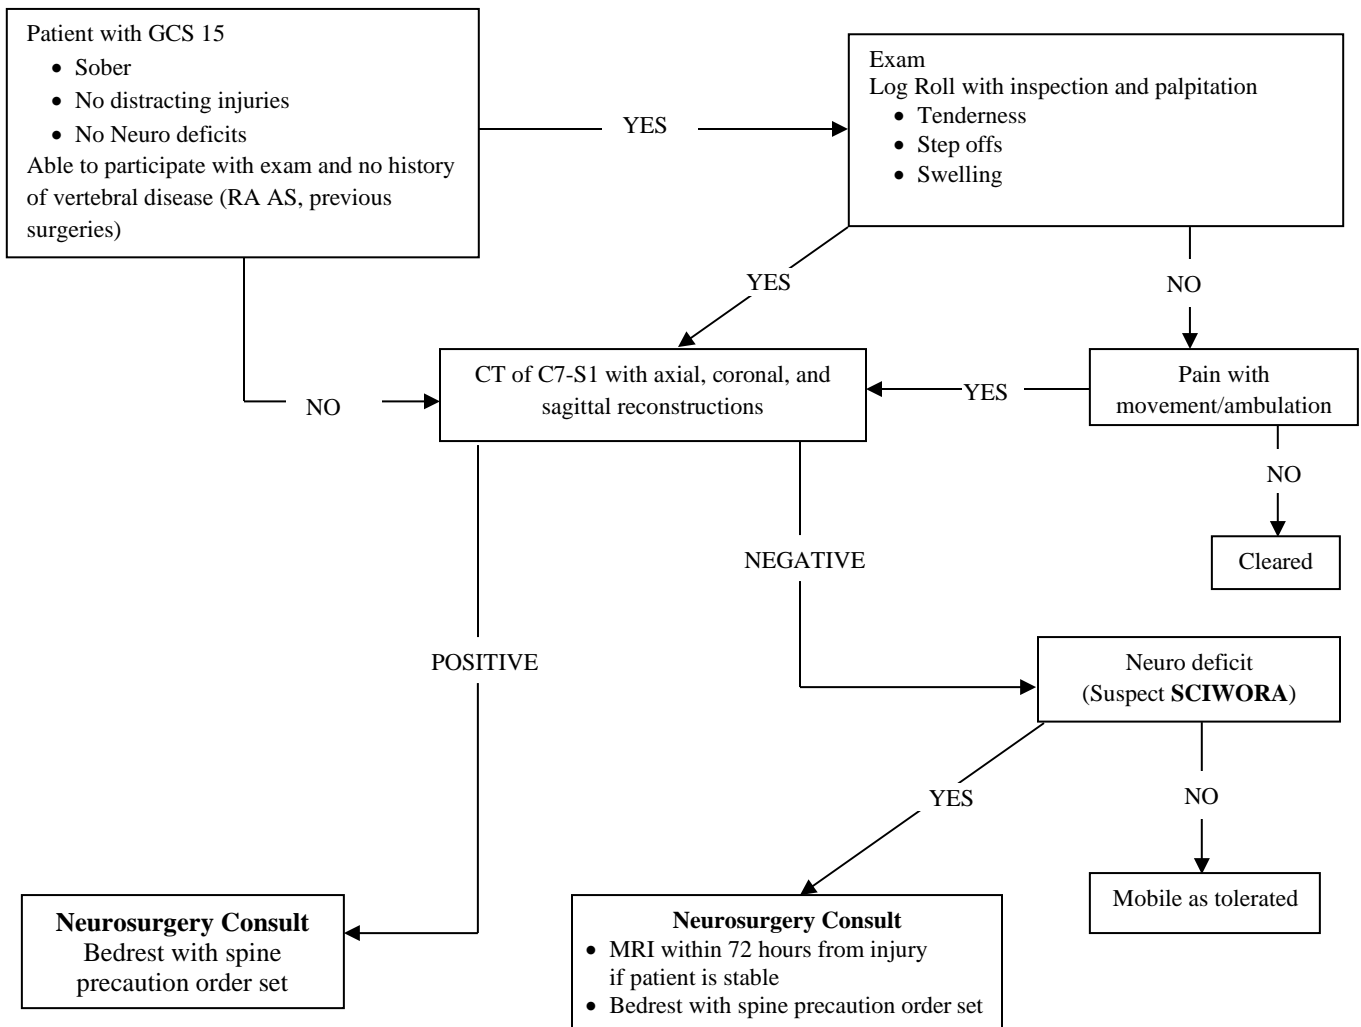 Patient with GCS 15
• Sober
• No distracting injuries
• No Neuro deficits
Able to participate with exam and no history
of vertebral disease (RA AS, previous
surgeries)
YES
Exam
Log Roll with inspection and palpitation
• Tenderness
• Step offs
• Swelling
YES
NO
NO
CT of C7-S1 with axial, coronal, and
sagittal reconstructions
YES
Pain with
movement/ambulation
NO
Cleared
NEGATIVE
POSITIVE
Neuro deficit
(Suspect SCIWORA)
YES
NO
Mobile as tolerated
Neurosurgery Consult
Bedrest with spine
precaution order set
Neurosurgery Consult
• MRI within 72 hours from injury
if patient is stable
• Bedrest with spine precaution order set